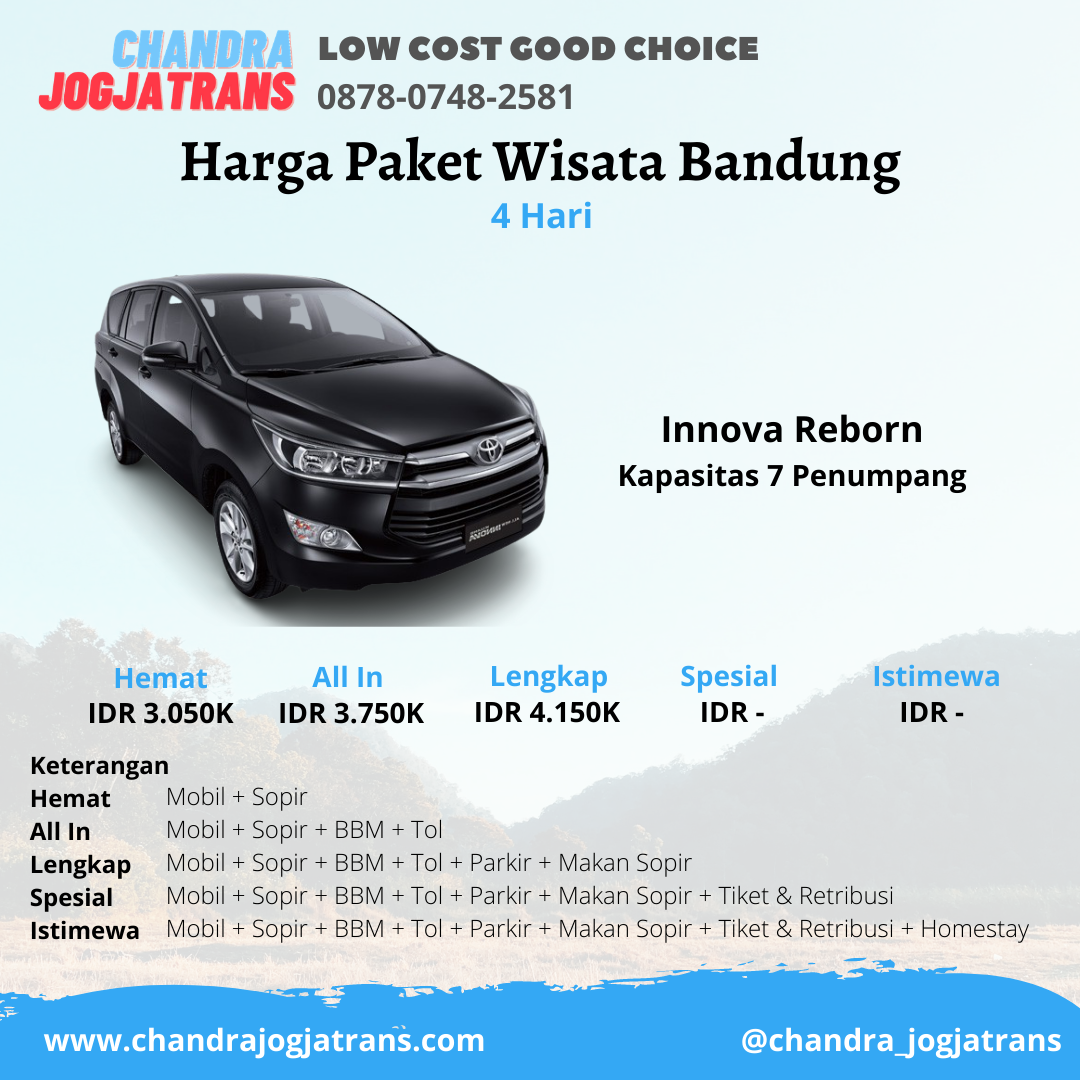 CHANDRA
JOGJATRANS
LOW COST GOOD CHOICE
0878-0748-2581
Harga Paket Wisata Bandung
4 Hari
Innova Reborn
Kapasitas 7 Penumpang
Hemat All In Lengkap Spesial Istimewa
IDR 3.050K IDR 3.750K IDR 4.150K IDR - IDR -
Keterangan
Hemat Mobil + Sopir
All In Mobil + Sopir + BBM + Tol
Lengkap Mobil + Sopir + BBM + Tol + Parkir + Makan Sopir
Spesial Mobil + Sopir + BBM + Tol + Parkir + Makan Sopir + Tiket & Retribusi
Istimewa Mobil + Sopir + BBM + Tol + Parkir + Makan Sopir + Tiket & Retribusi + Homestay
www.chandrajogjatrans.com @chandra_jogjatrans